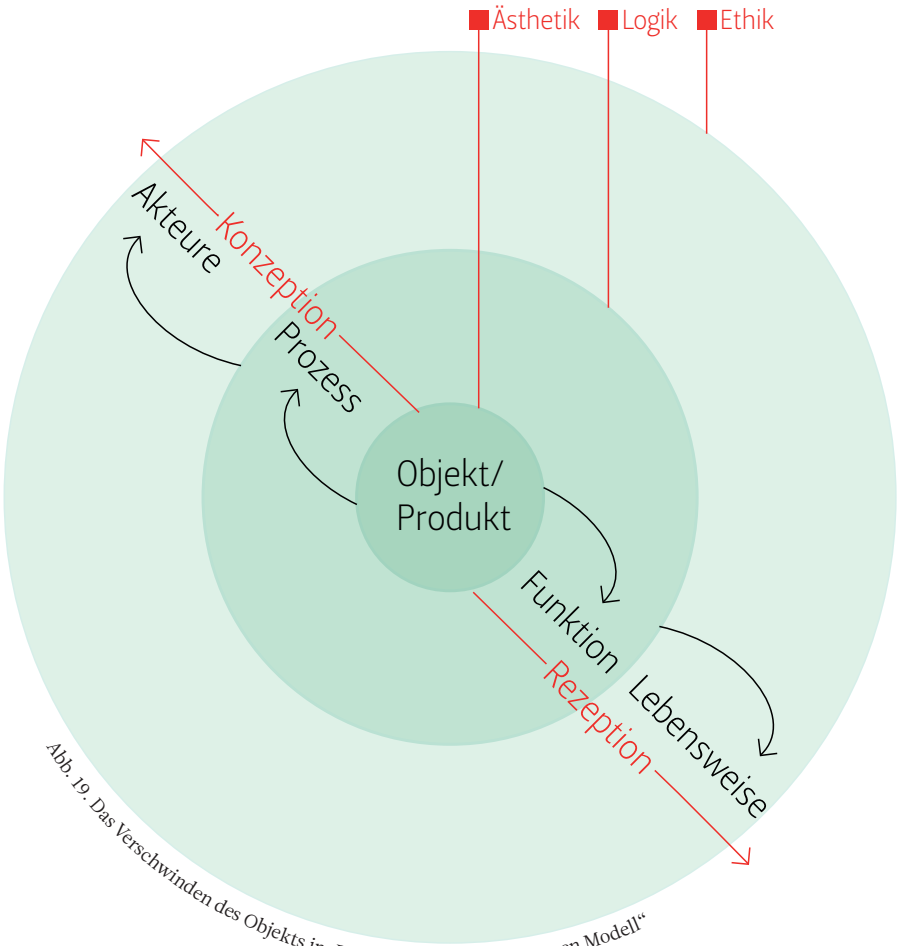 Ästhetik
Logik
Ethik
Akteure
Konzeption
Prozess
Objekt/
Produkt
Funktion
Rezeption
Lebensweise
Abb. 19. Das Verschwinden des Objekts in
Modell“